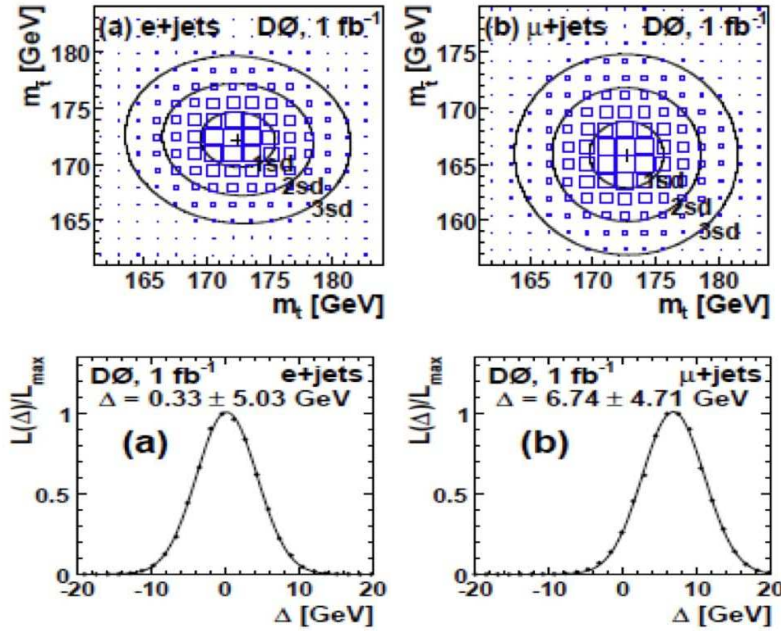 (a) e+jets DØ, 1 fb⁻¹
m_t [GeV]
180
175
170
165
1sd
2sd
3sd
165 170 175 180
m_t [GeV]
(b) μ+jets DØ, 1 fb⁻¹
m_t [GeV]
175
170
165
160
1sd
2sd
3sd
165 170 175 180
m_t [GeV]
DØ, 1 fb⁻¹ e+jets
Δ = 0.33 ± 5.03 GeV
(a)
L(Δ)/L_max
1
0.5
0
-20 -10 0 10 20
Δ [GeV]
DØ, 1 fb⁻¹ μ+jets
Δ = 6.74 ± 4.71 GeV
(b)
L(Δ)/L_max
1
0.5
0
-20 -10 0 10 20
Δ [GeV]